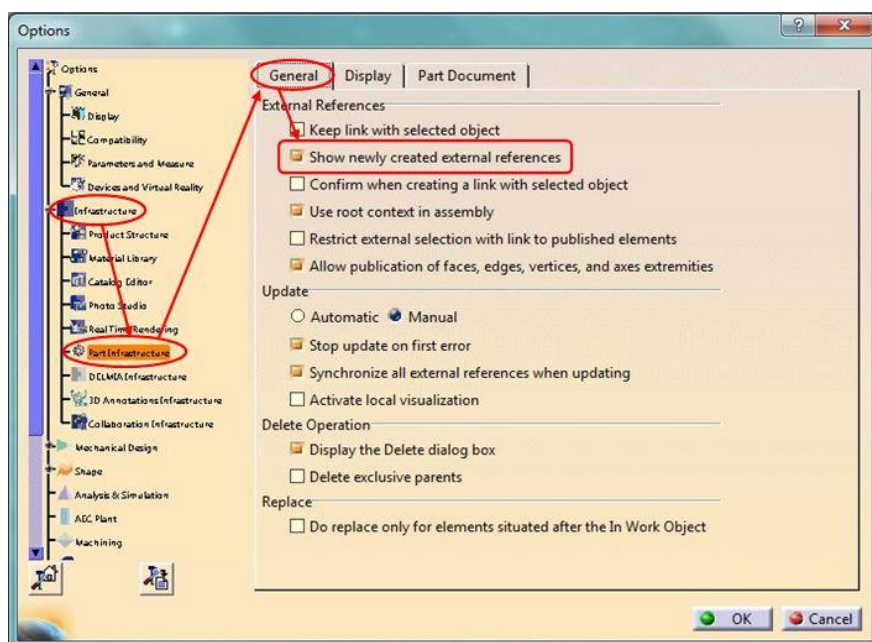 Options
Options
General
Display
Compatibility
Parameters and Measure
Devices and Virtual Reality
Infrastructure
Product Structure
Material Library
Catalog Editor
Photo Studio
Real Time Rendering
Part Infrastructure
DELMIA Infrastructure
3D Annotations Infrastructure
Collaboration Infrastructure
Mechanical Design
Shape
Analysis & Simulation
AEC Plant
Machining
General
Display
Part Document
External References
Keep link with selected object
Show newly created external references
Confirm when creating a link with selected object
Use root context in assembly
Restrict external selection with link to published elements
Allow publication of faces, edges, vertices, and axes extremities
Update
Automatic Manual
Stop update on first error
Synchronize all external references when updating
Activate local visualization
Delete Operation
Display the Delete dialog box
Delete exclusive parents
Replace
Do replace only for elements situated after the In Work Object
OK
Cancel